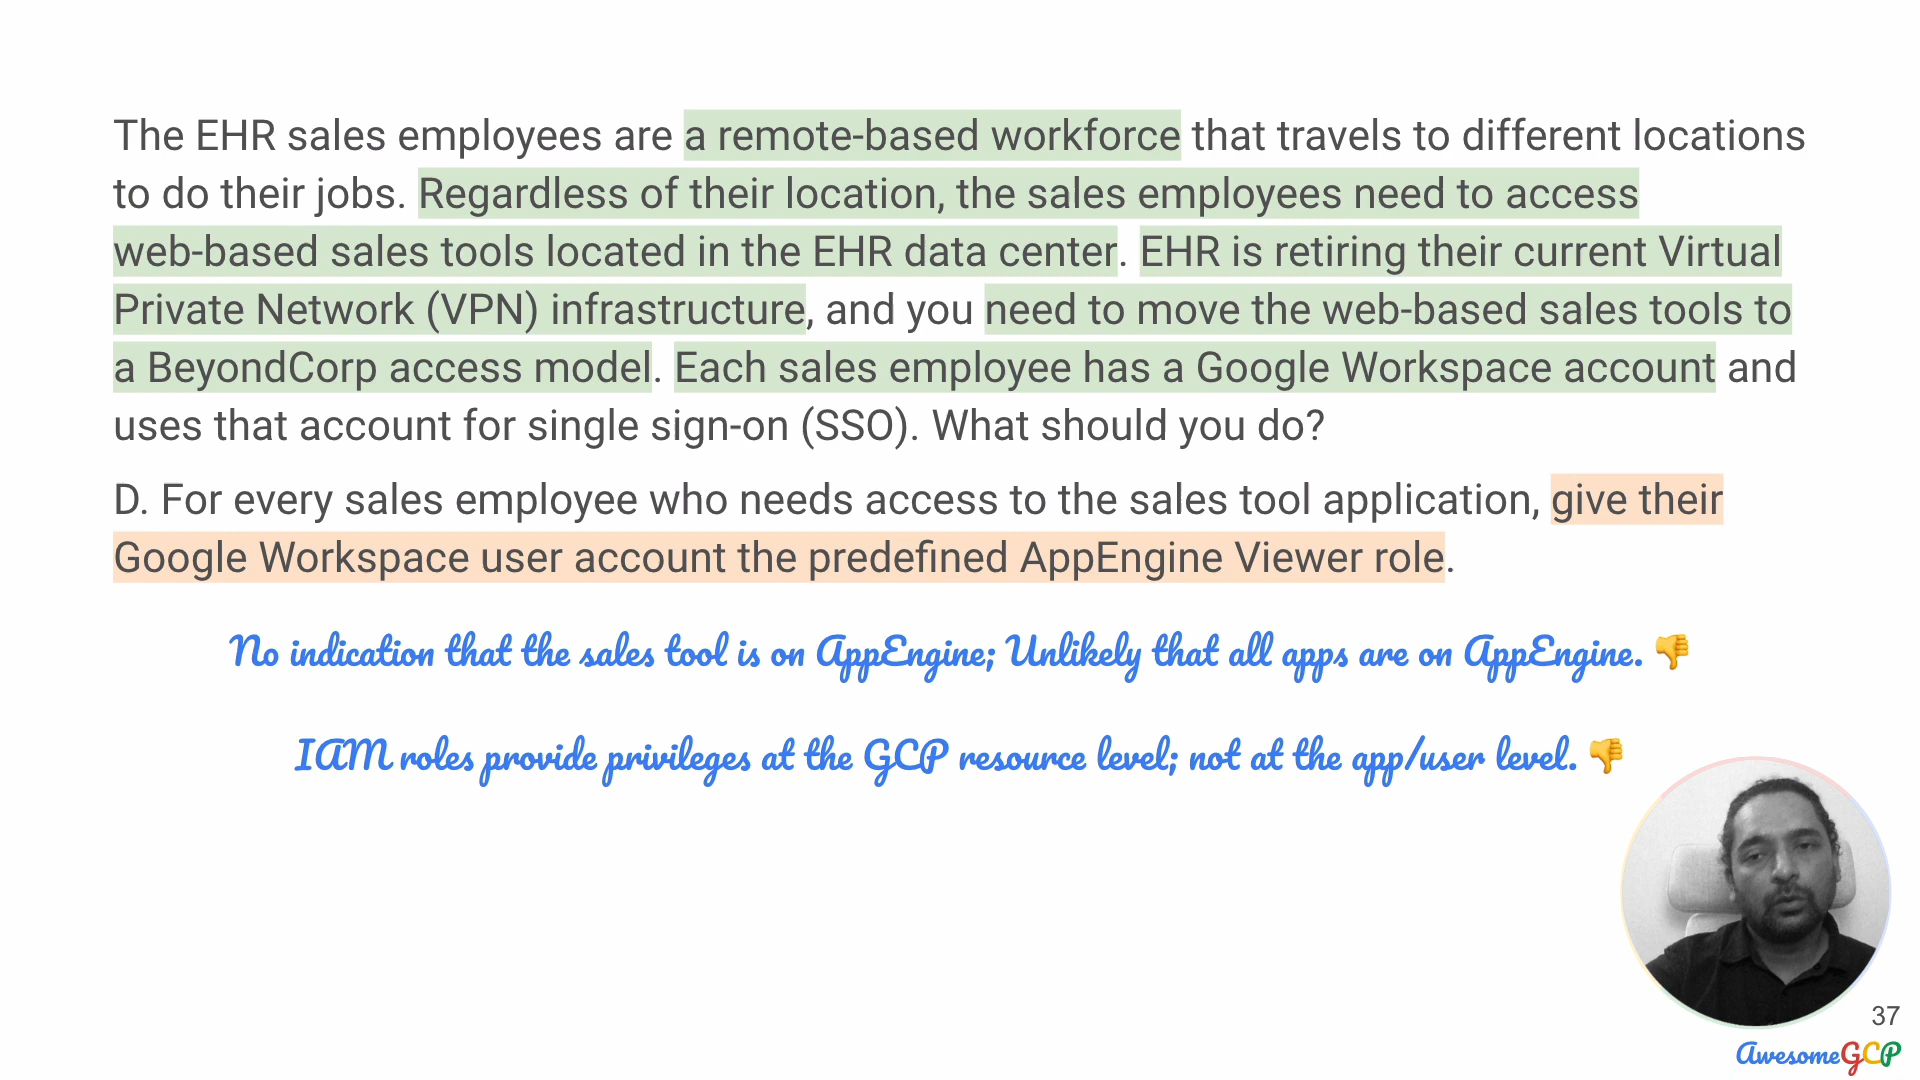 The EHR sales employees are a remote-based workforce that travels to different locations
to do their jobs. Regardless of their location, the sales employees need to access
web-based sales tools located in the EHR data center. EHR is retiring their current Virtual
Private Network (VPN) infrastructure, and you need to move the web-based sales tools to
a BeyondCorp access model. Each sales employee has a Google Workspace account and
uses that account for single sign-on (SSO). What should you do?
D. For every sales employee who needs access to the sales tool application, give their
Google Workspace user account the predefined AppEngine Viewer role.
No indication that the sales tool is on AppEngine; Unlikely that all apps are on AppEngine. 👎
IAM roles provide privileges at the GCP resource level; not at the app/user level. 👎
37
AwesomeGCP